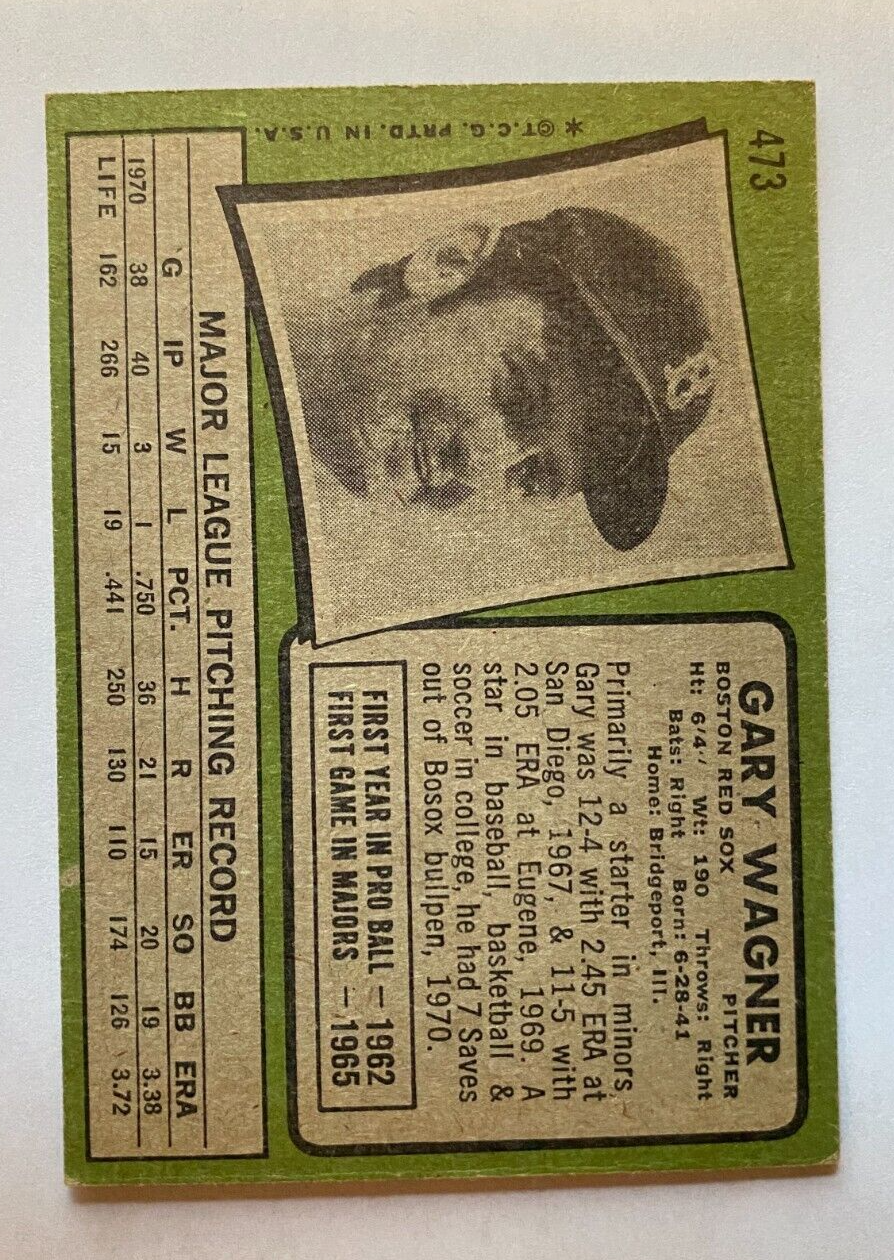 473
* ©T.C.G. PRTD. IN U.S.A.
B
GARY WAGNER
BOSTON RED SOX PITCHER
Ht: 6'4" Wt: 190 Throws: Right
Bats: Right Born: 6-28-41
Home: Bridgeport, Ill.
Primarily a starter in minors,
Gary was 12-4 with 2.45 ERA at
San Diego, 1967, & 11-5 with
2.05 ERA at Eugene, 1969. A
star in baseball, basketball &
soccer in college, he had 7 Saves
out of Bosox bullpen, 1970.
FIRST YEAR IN PRO BALL — 1962
FIRST GAME IN MAJORS — 1965
MAJOR LEAGUE PITCHING RECORD
G IP W L PCT. H R ER SO BB ERA
1970 38 40 3 1 .750 36 21 15 20 19 3.38
LIFE 162 266 15 19 .441 250 130 110 174 126 3.72